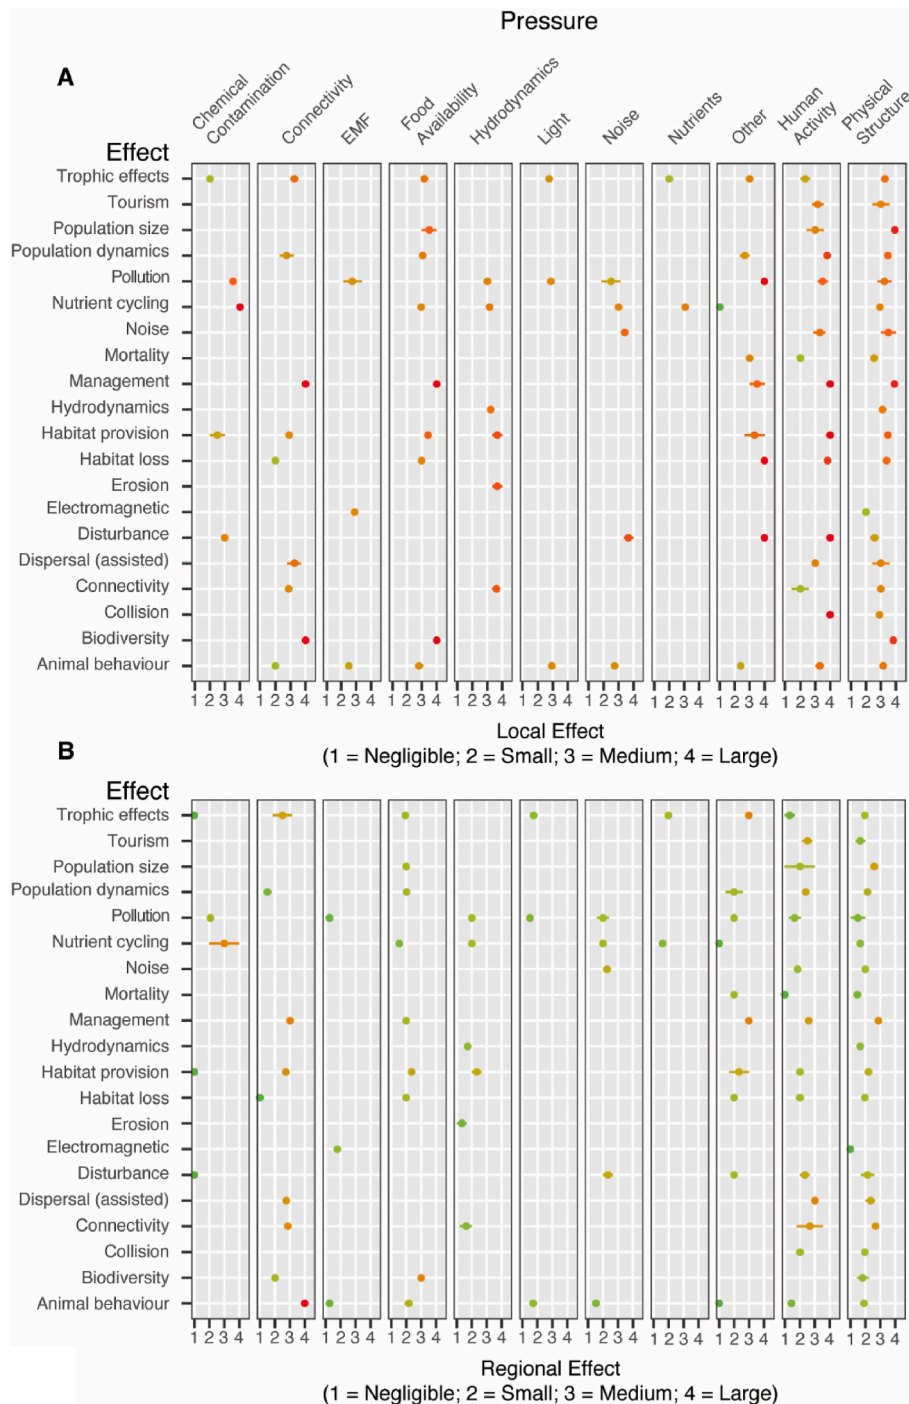 Pressure
A
Chemical
Contamination
Connectivity
EMF
Food
Availability
Hydrodynamics
Light
Noise
Nutrients
Other
Human
Activity
Physical
Structure
Effect
Trophic effects
Tourism
Population size
Population dynamics
Pollution
Nutrient cycling
Noise
Mortality
Management
Hydrodynamics
Habitat provision
Habitat loss
Erosion
Electromagnetic
Disturbance
Dispersal (assisted)
Connectivity
Collision
Biodiversity
Animal behaviour
1 2 3 4 1 2 3 4 1 2 3 4 1 2 3 4 1 2 3 4 1 2 3 4 1 2 3 4 1 2 3 4 1 2 3 4 1 2 3 4 1 2 3 4
Local Effect
(1 = Negligible; 2 = Small; 3 = Medium; 4 = Large)
B
Effect
Trophic effects
Tourism
Population size
Population dynamics
Pollution
Nutrient cycling
Noise
Mortality
Management
Hydrodynamics
Habitat provision
Habitat loss
Erosion
Electromagnetic
Disturbance
Dispersal (assisted)
Connectivity
Collision
Biodiversity
Animal behaviour
1 2 3 4 1 2 3 4 1 2 3 4 1 2 3 4 1 2 3 4 1 2 3 4 1 2 3 4 1 2 3 4 1 2 3 4 1 2 3 4 1 2 3 4
Regional Effect
(1 = Negligible; 2 = Small; 3 = Medium; 4 = Large)